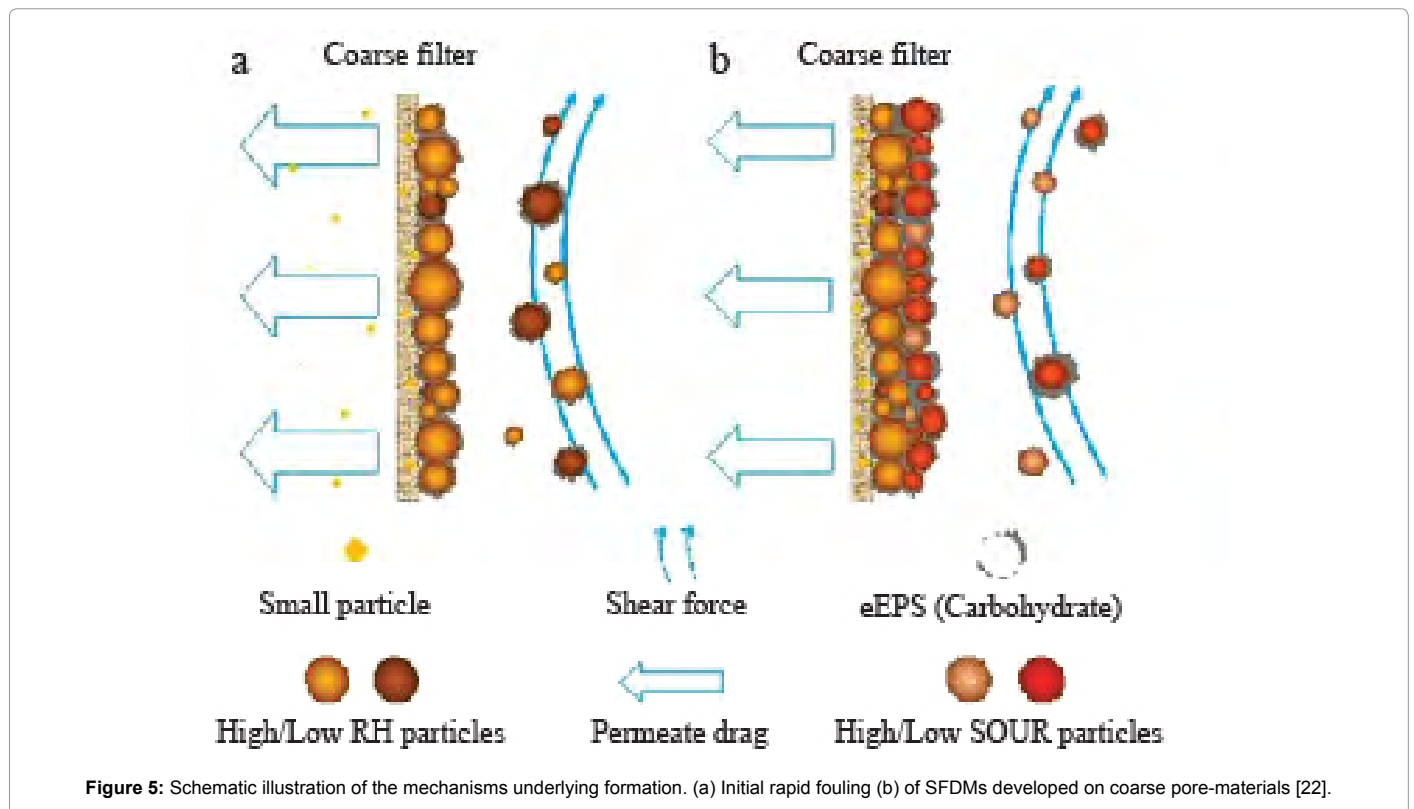 a Coarse filter
b Coarse filter
Small particle
Shear force
eEPS (Carbohydrate)
High/Low RH particles
Permeate drag
High/Low SOUR particles
Figure 5: Schematic illustration of the mechanisms underlying formation. (a) Initial rapid fouling (b) of SFDMs developed on coarse pore-materials [22].